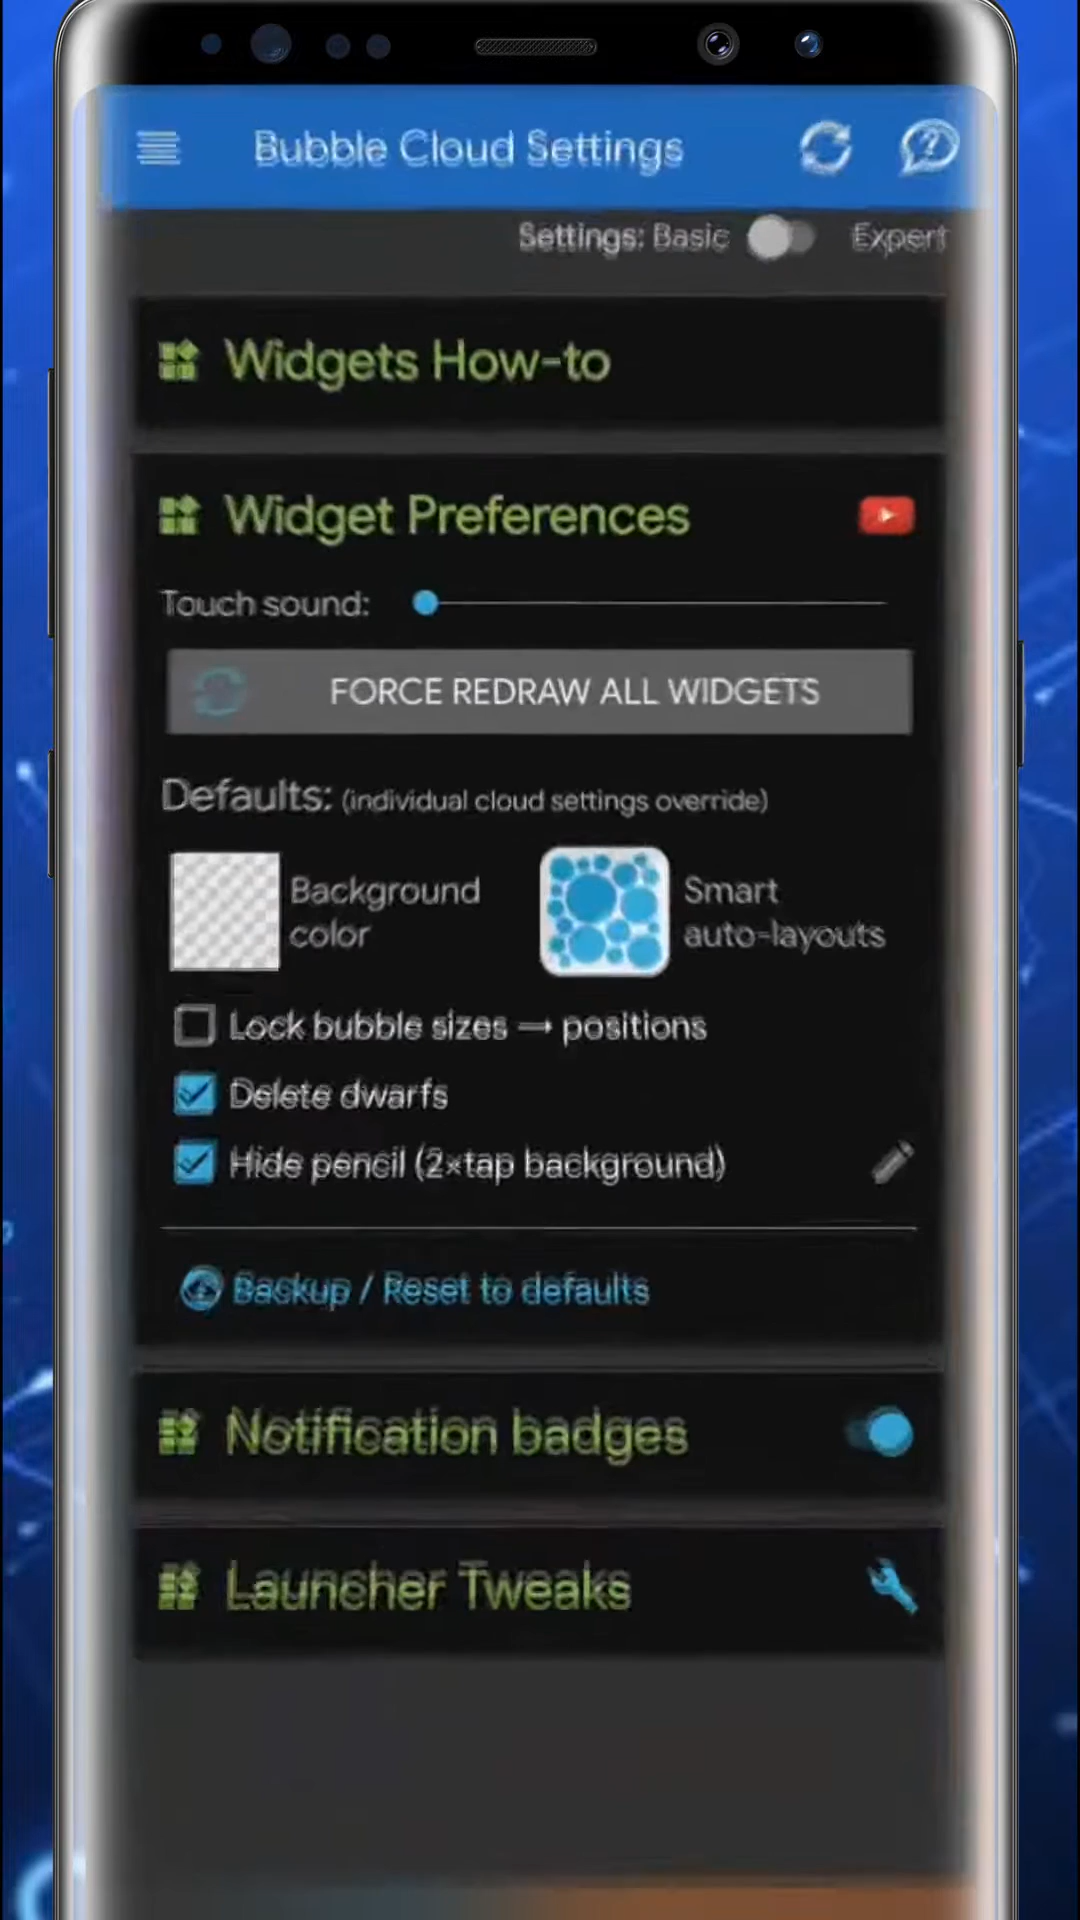 Bubble Cloud Settings
Settings: Basic Expert
Widgets How-to
Widget Preferences
Touch sound:
FORCE REDRAW ALL WIDGETS
Defaults: (individual cloud settings override)
Background
color
Smart
auto-layouts
Lock bubble sizes → positions
Delete dwarfs
Hide pencil (2×tap background)
Backup / Reset to defaults
Notification badges
Launcher Tweaks